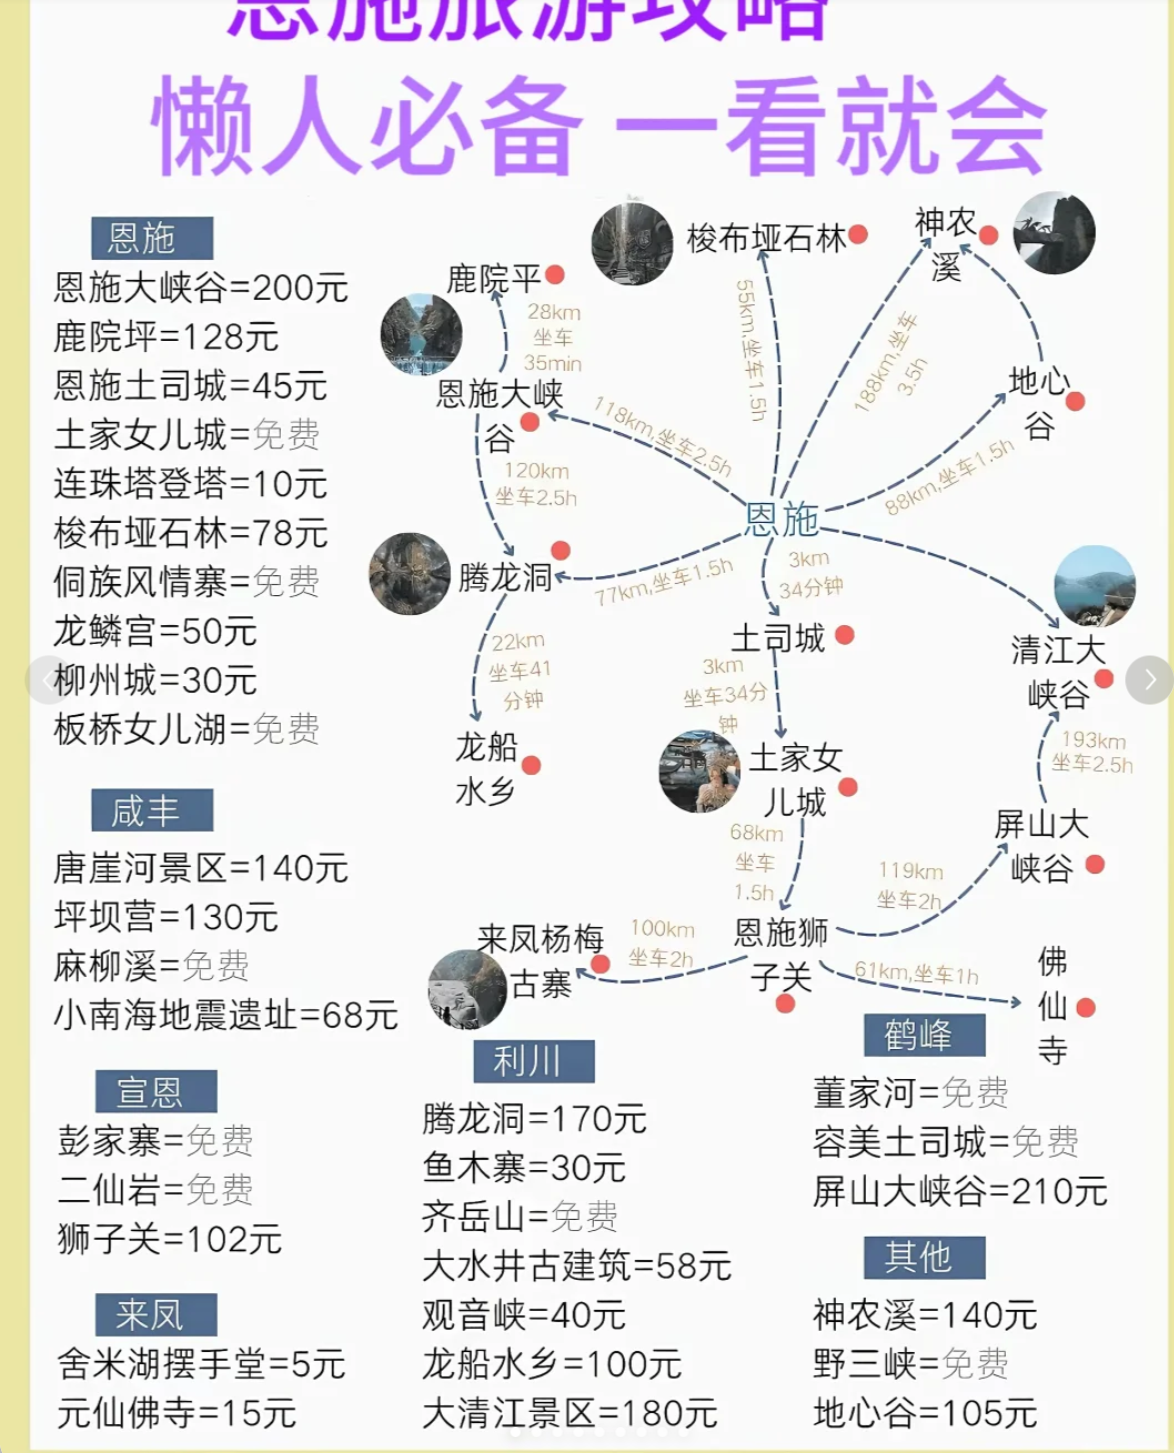 恩施旅游攻略
懒人必备 一看就会
恩施
恩施大峡谷=200元
鹿院坪=128元
恩施土司城=45元
土家女儿城=免费
连珠塔登塔=10元
梭布垭石林=78元
侗族风情寨=免费
龙鳞宫=50元
柳州城=30元
板桥女儿湖=免费
咸丰
唐崖河景区=140元
坪坝营=130元
麻柳溪=免费
小南海地震遗址=68元
宣恩
彭家寨=免费
二仙岩=免费
狮子关=102元
来凤
舍米湖摆手堂=5元
元仙佛寺=15元
梭布垭石林
神农
溪
鹿院平
28km
坐车
35min
55km,坐车1.5h
188km,坐车
3.5h
恩施大峡
谷
118km,坐车2.5h
地心
谷
88km,坐车1.5h
120km
坐车2.5h
恩施
腾龙洞
77km,坐车1.5h
3km
34分钟
土司城
清江大
峡谷
22km
坐车41
分钟
3km
坐车34分
钟
龙船
水乡
土家女
儿城
193km
坐车2.5h
屏山大
峡谷
68km
坐车
1.5h
119km
坐车2h
来凤杨梅
古寨
100km
坐车2h
恩施狮
子关
61km,坐车1h
佛
仙
寺
利川
腾龙洞=170元
鱼木寨=30元
齐岳山=免费
大水井古建筑=58元
观音峡=40元
龙船水乡=100元
大清江景区=180元
鹤峰
董家河=免费
容美土司城=免费
屏山大峡谷=210元
其他
神农溪=140元
野三峡=免费
地心谷=105元